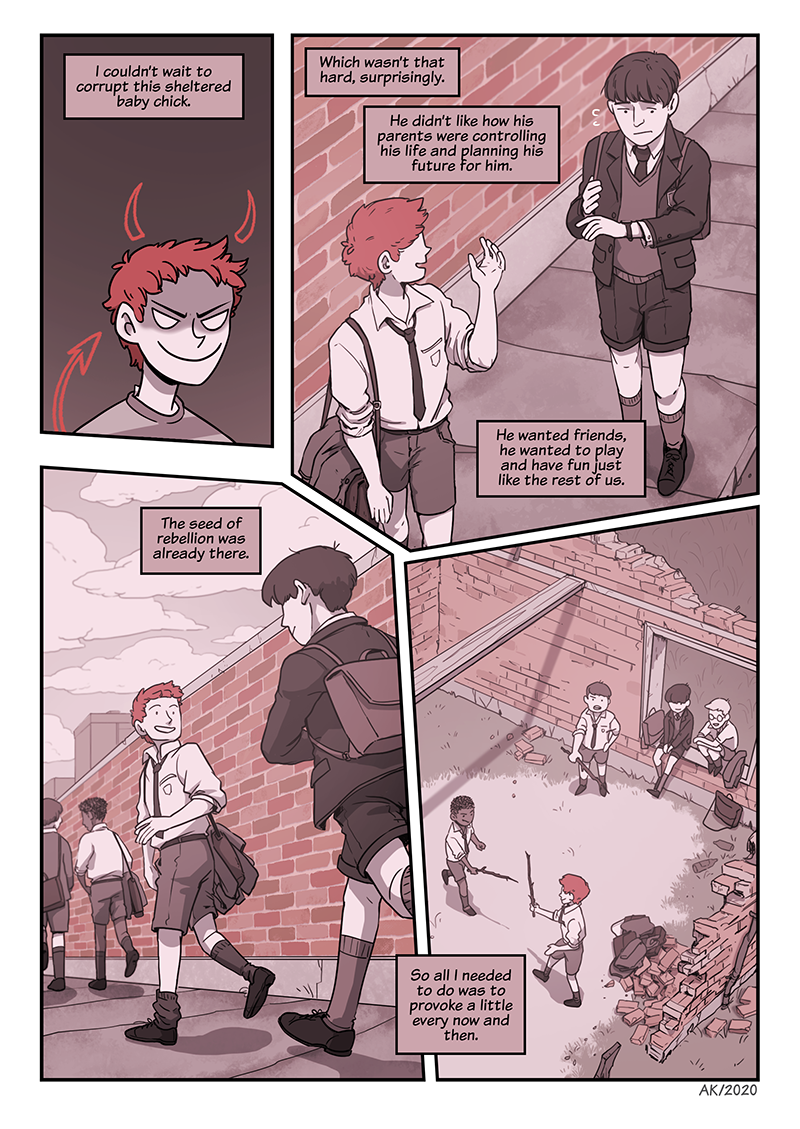 I couldn't wait to
corrupt this sheltered
baby chick.
Which wasn't that
hard, surprisingly.
He didn't like how his
parents were controlling
his life and planning his
future for him.
He wanted friends,
he wanted to play
and have fun just
like the rest of us.
The seed of
rebellion was
already there.
So all I needed
to do was to
provoke a little
every now and
then.
AK/2020